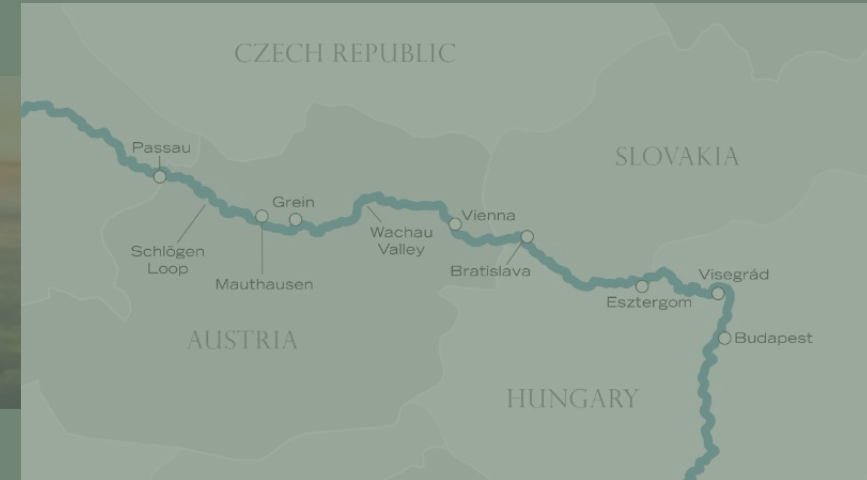 CZECH REPUBLIC
Passau
SLOVAKIA
Grein
Vienna
Wachau
Valley
Schlögen
Loop
Bratislava
Mauthausen
Visegrád
Esztergom
AUSTRIA
Budapest
HUNGARY